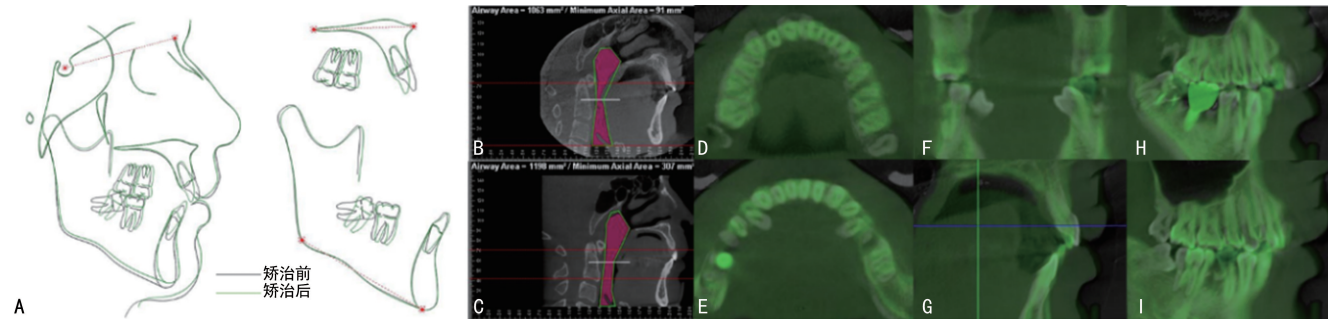 矫治前
矫治后
A
Airway Area = 1063 mm² / Minimum Axial Area = 91 mm²
B
Airway Area = 1198 mm² / Minimum Axial Area = 307 mm²
C
D
E
F
G
H
I